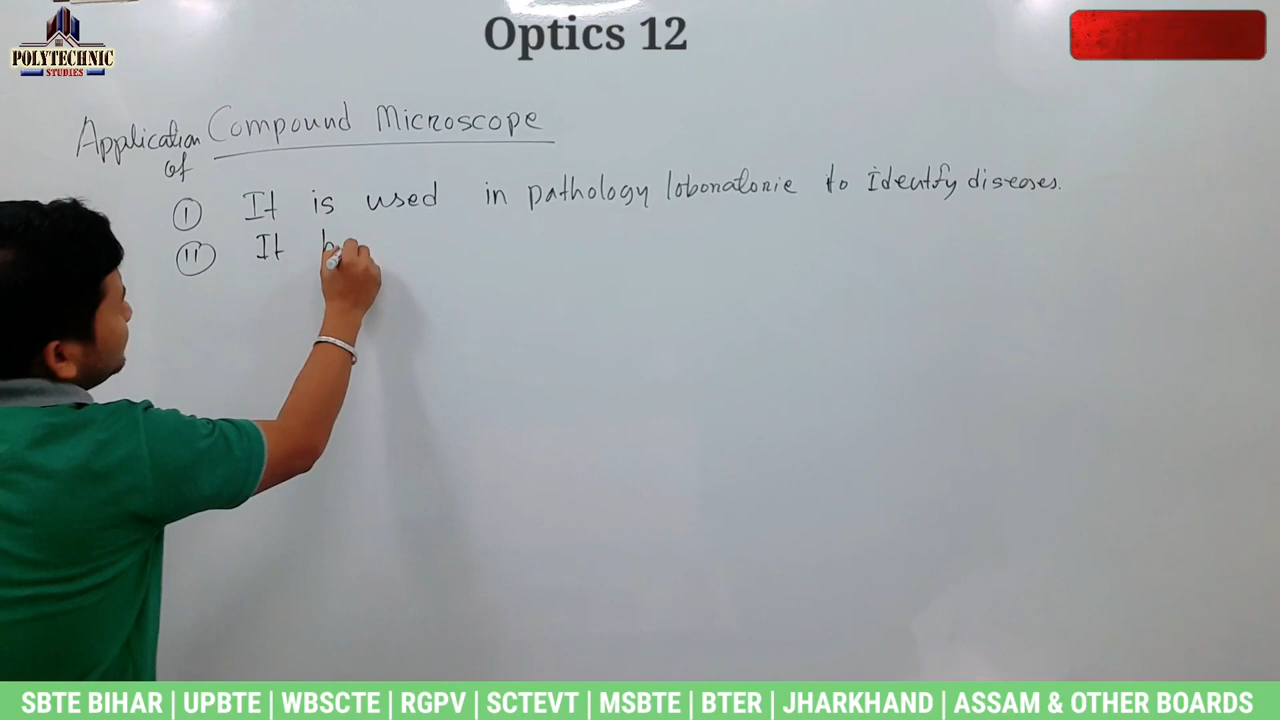 Optics 12
POLYTECHNIC
STUDIES
Application of Compound Microscope
(I) It is used in pathology lobonatonie to Identify diseases.
(II) It h
SBTE BIHAR | UPBTE | WBSCTE | RGPV | SCTEVT | MSBTE | BTER | JHARKHAND | ASSAM & OTHER BOARDS